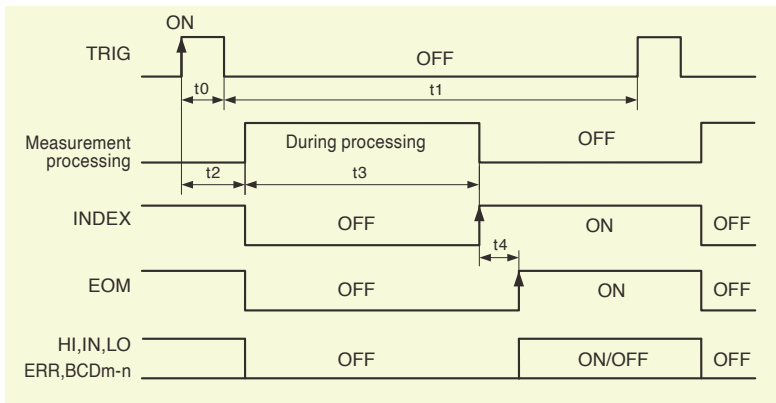 ON
TRIG
OFF
t0
t1
Measurement
processing
During processing
OFF
t2
t3
INDEX
OFF
ON
OFF
t4
EOM
OFF
ON
OFF
HI,IN,LO
ERR,BCDm-n
OFF
ON/OFF
OFF